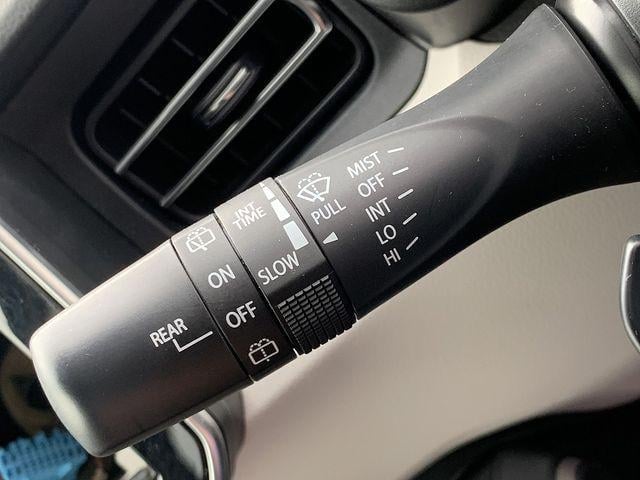 MIST
OFF
INT
LO
HI
PULL
INT
TIME
SLOW
ON
OFF
REAR